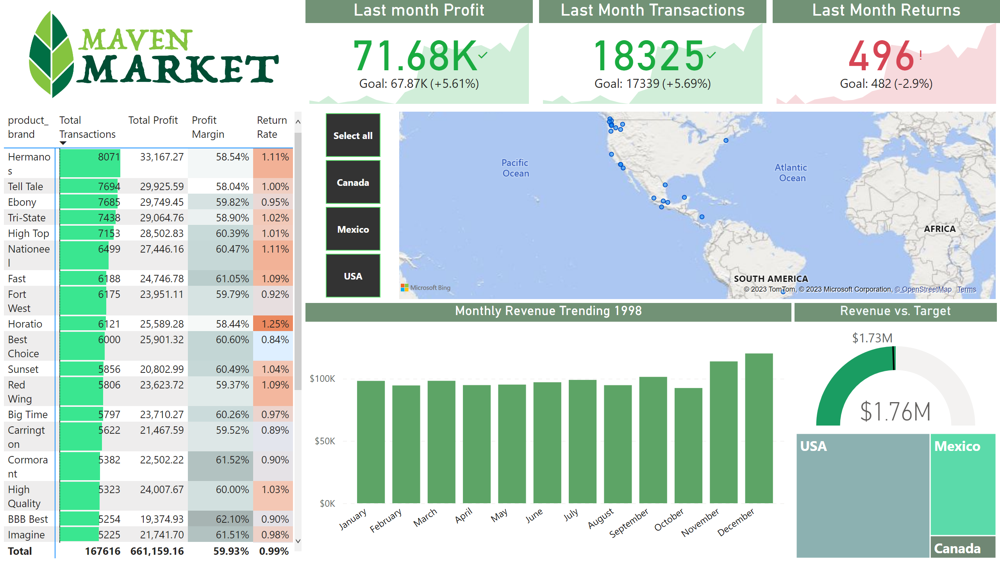 MAVEN
MARKET
Last month Profit
71.68K
Goal: 67.87K (+5.61%)
Last Month Transactions
18325
Goal: 17339 (+5.69%)
Last Month Returns
496!
Goal: 482 (-2.9%)
product_
brand
Total
Transactions
Total Profit
Profit
Margin
Return
Rate
Hermano
s
8071 33,167.27 58.54% 1.11%
Tell Tale 7694 29,925.59 58.04% 1.00%
Ebony 7685 29,749.45 59.82% 0.95%
Tri-State 7438 29,064.76 58.90% 1.02%
High Top 7153 28,502.83 60.39% 1.01%
Nationee
l
6499 27,446.16 60.47% 1.11%
Fast 6188 24,746.78 61.05% 1.09%
Fort
West
6175 23,951.11 59.79% 0.92%
Horatio 6121 25,589.28 58.44% 1.25%
Best
Choice
6000 25,901.32 60.60% 0.84%
Sunset 5856 20,802.99 60.49% 1.04%
Red
Wing
5806 23,623.72 59.37% 1.09%
Big Time 5797 23,710.27 60.26% 0.97%
Carringt
on
5622 21,467.59 59.52% 0.89%
Cormora
nt
5382 22,502.22 61.52% 0.90%
High
Quality
5323 24,007.67 60.00% 1.03%
BBB Best 5254 19,374.93 62.10% 0.90%
Imagine 5225 21,741.70 61.51% 0.98%
Total 167616 661,159.16 59.93% 0.99%
Select all
Canada
Mexico
USA
Pacific
Ocean
Atlantic
Ocean
AFRICA
SOUTH AMERICA
Microsoft Bing
© 2023 TomTom, © 2023 Microsoft Corporation, © OpenStreetMap Terms
Monthly Revenue Trending 1998
$100K
$50K
$0K
January
February
March
April
May
June
July
August
September
October
November
December
Revenue vs. Target
$1.73M
$1.76M
USA
Mexico
Canada